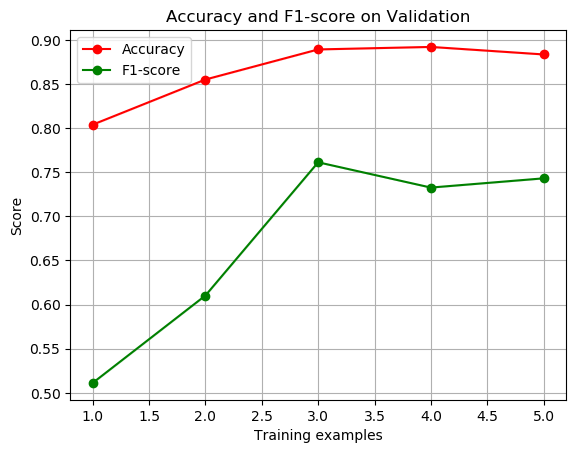 Accuracy and F1-score on Validation
Accuracy
F1-score
0.90
0.85
0.80
0.75
0.70
0.65
0.60
0.55
0.50
Score
1.0 1.5 2.0 2.5 3.0 3.5 4.0 4.5 5.0
Training examples